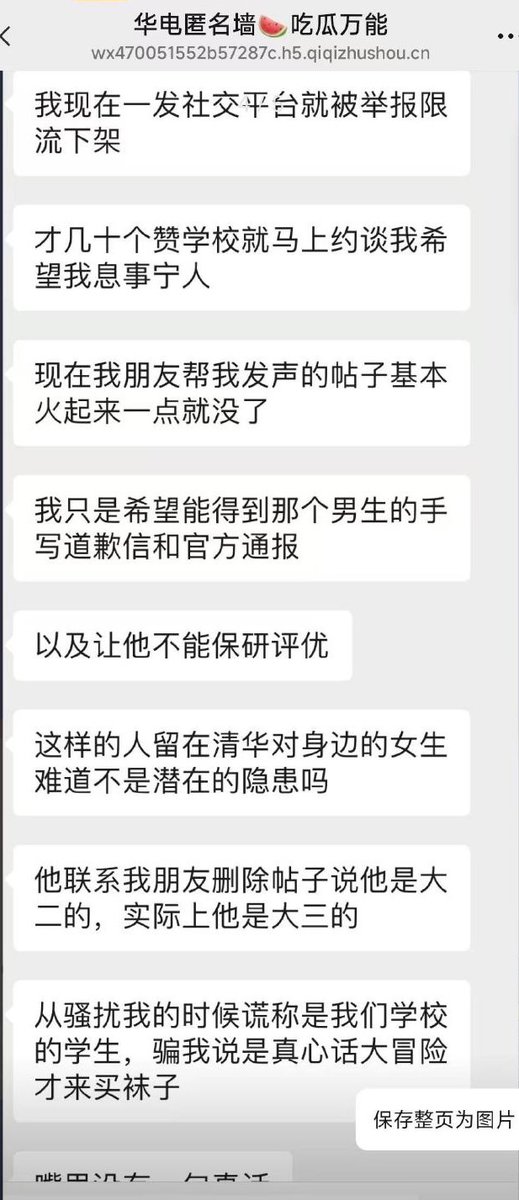 华电匿名墙🍉吃瓜万能
wx470051552b57287c.h5.qiqizhushou.cn
我现在一发社交平台就被举报限
流下架
才几十个赞学校就马上约谈我希
望我息事宁人
现在我朋友帮我发声的帖子基本
火起来一点就没了
我只是希望能得到那个男生的手
写道歉信和官方通报
以及让他不能保研评优
这样的人留在清华对身边的女生
难道不是潜在的隐患吗
他联系我朋友删除帖子说他是大
二的，实际上他是大三的
从骚扰我的时候谎称是我们学校
的学生，骗我说是真心话大冒险
才来买袜子
保存整页为图片